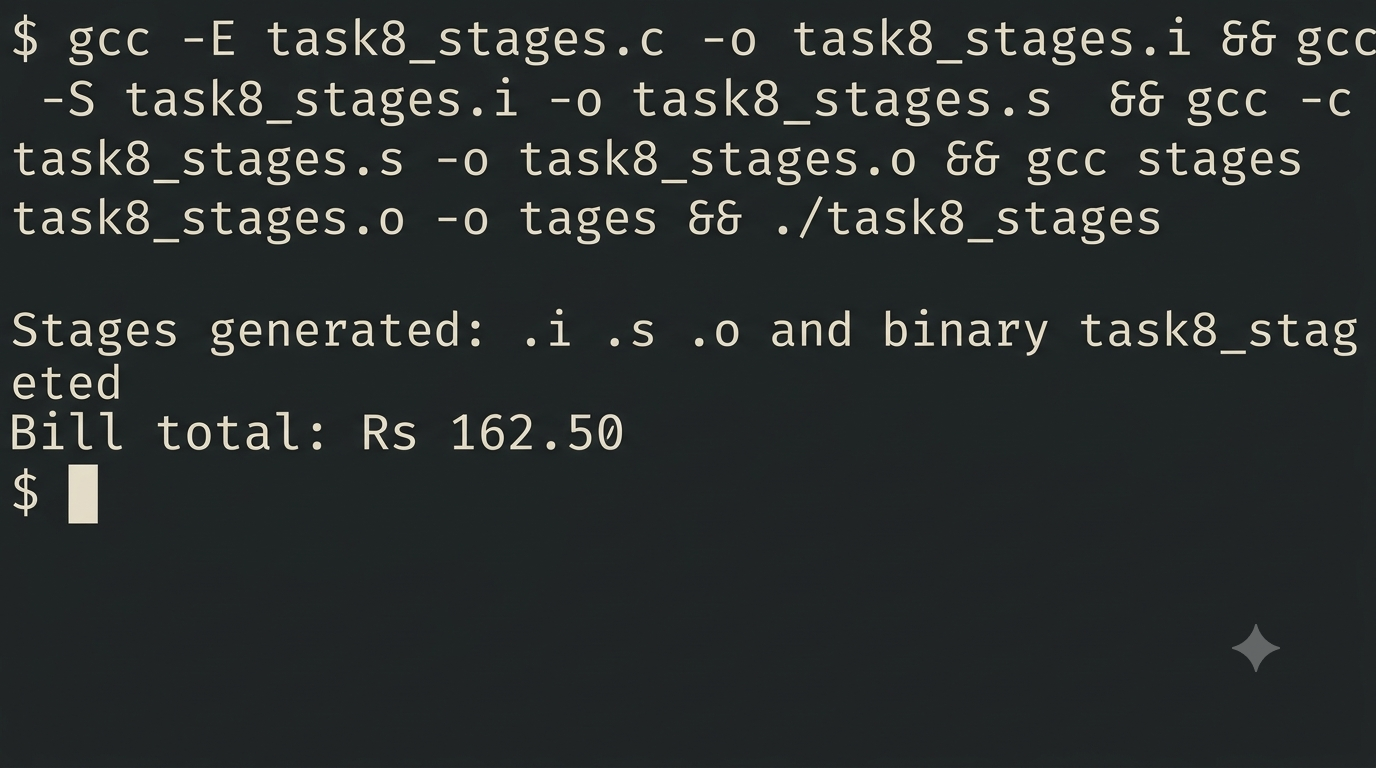 $ gcc -E task8_stages.c -o task8_stages.i && gcc
-S task8_stages.i -o task8_stages.s  && gcc -c
task8_stages.s -o task8_stages.o && gcc stages
task8_stages.o -o tages && ./task8_stages
Stages generated: .i .s .o and binary task8_stag
eted
Bill total: Rs 162.50
$